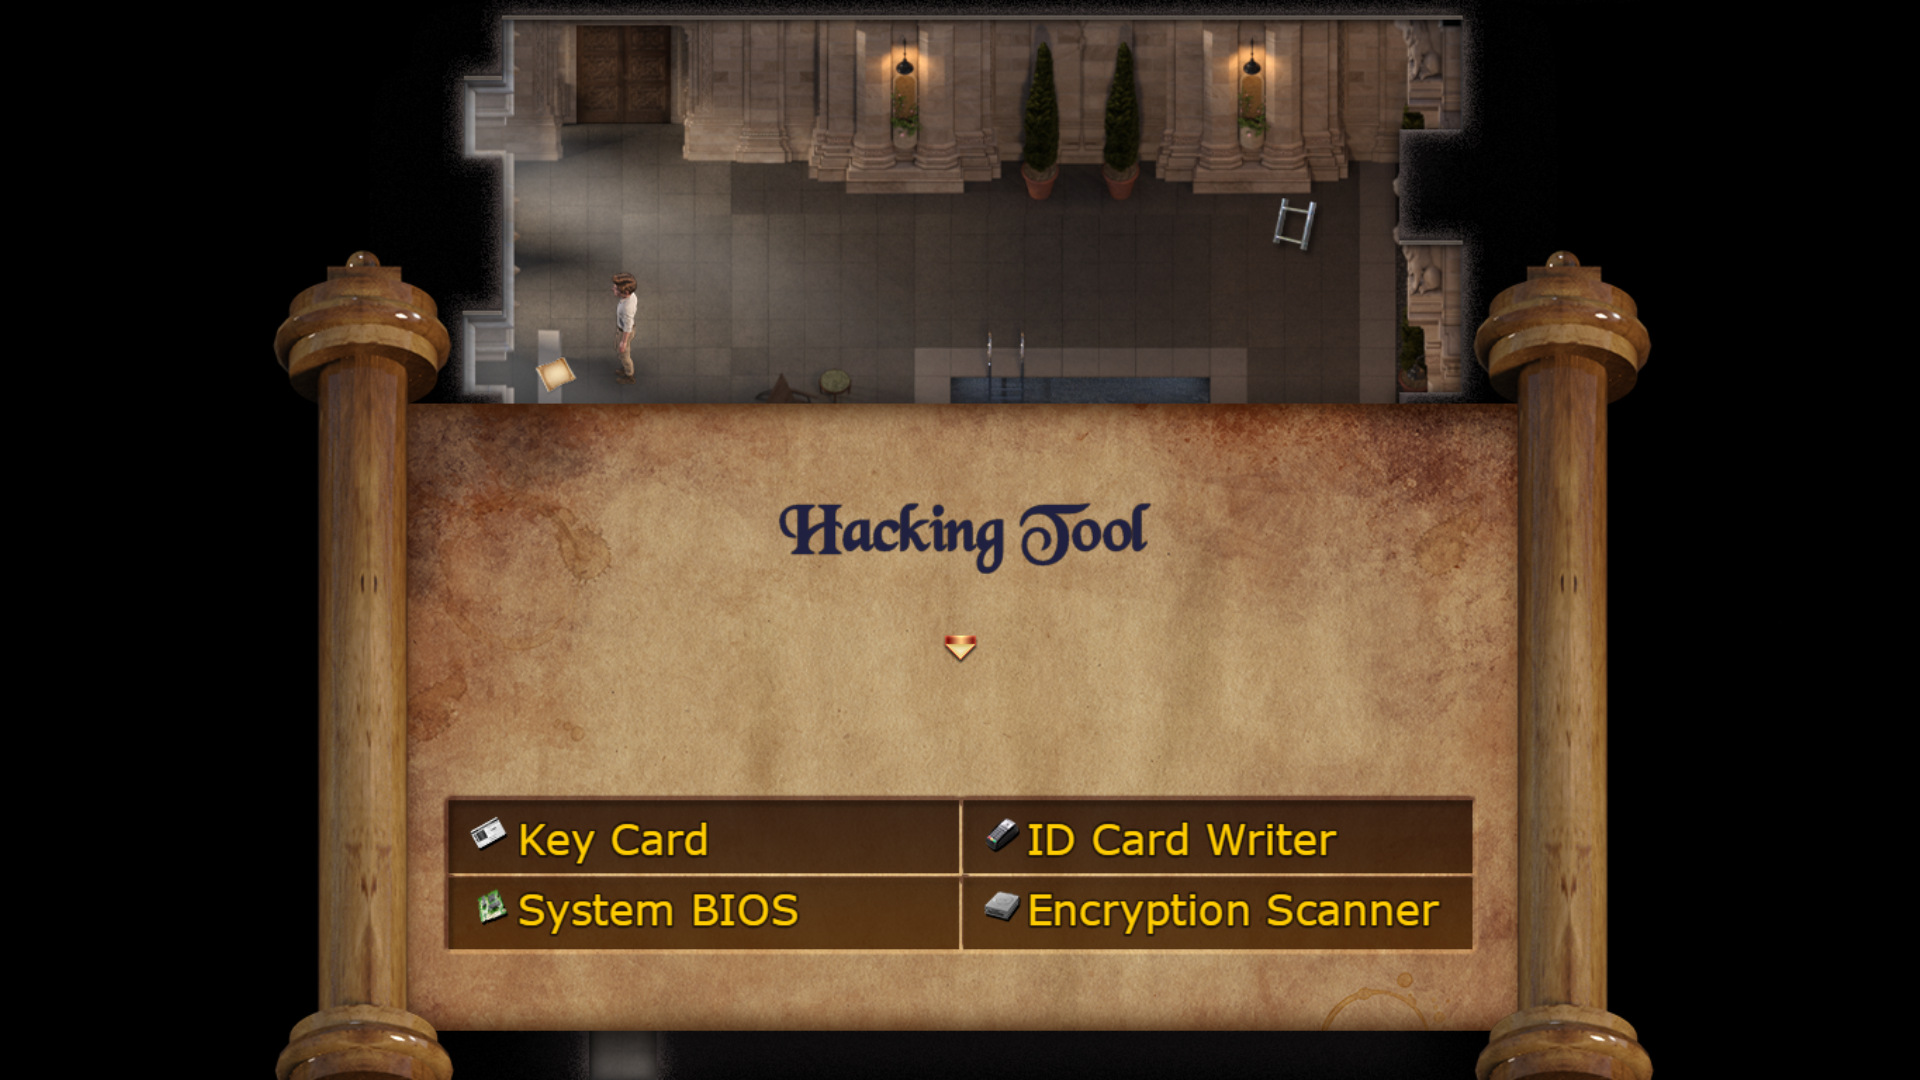 Hacking Tool
Key Card
ID Card Writer
System BIOS
Encryption Scanner